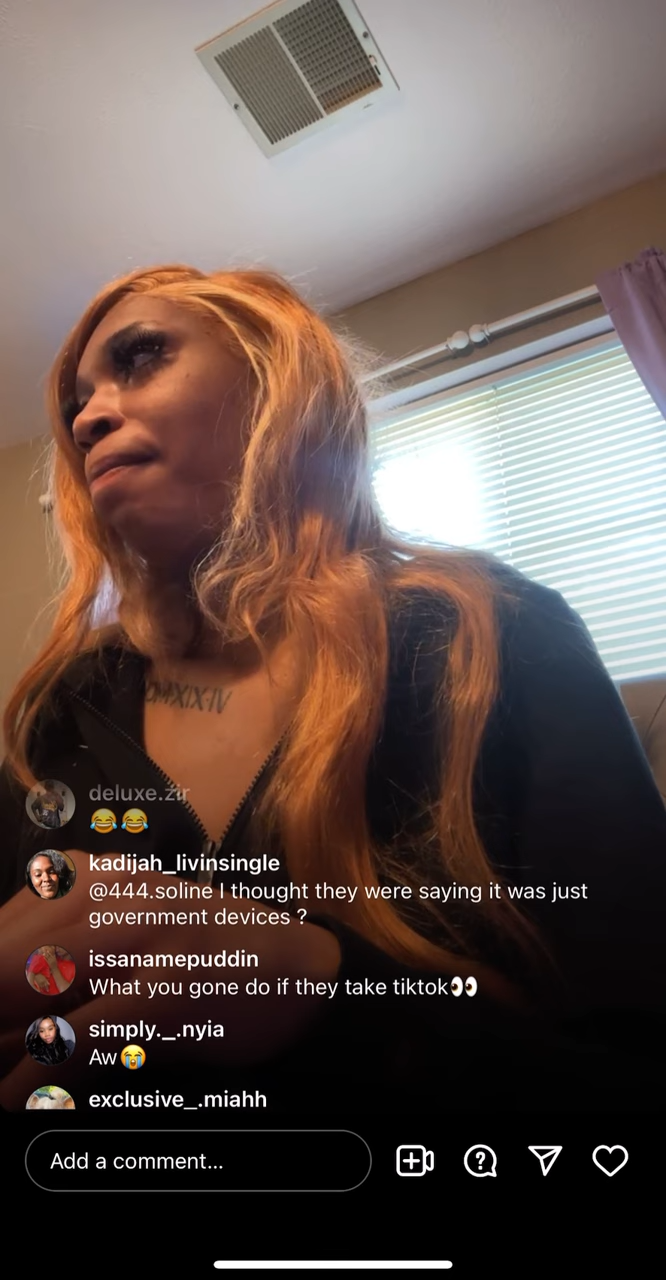 deluxe.zir
😂😂
kadijah_livinsingle
@444.soline I thought they were saying it was just
government devices ?
issanamepuddin
What you gone do if they take tiktok👀
simply._.nyia
Aw😭
exclusive_.miahh
Add a comment...